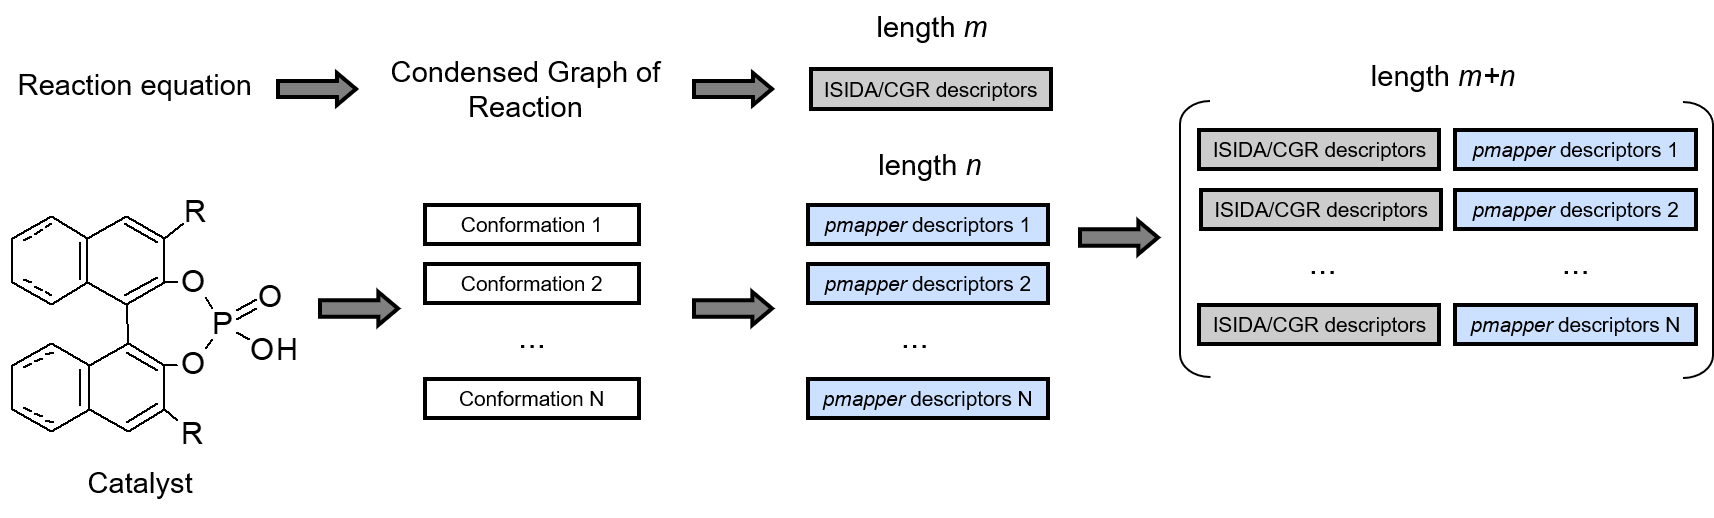 length m
Reaction equation
Condensed Graph of
Reaction
ISIDA/CGR descriptors
length m+n
ISIDA/CGR descriptors pmapper descriptors 1
ISIDA/CGR descriptors pmapper descriptors 2
... ...
ISIDA/CGR descriptors pmapper descriptors N
length n
R
O
P
O
OH
O
R
Catalyst
Conformation 1
Conformation 2
...
Conformation N
pmapper descriptors 1
pmapper descriptors 2
...
pmapper descriptors N